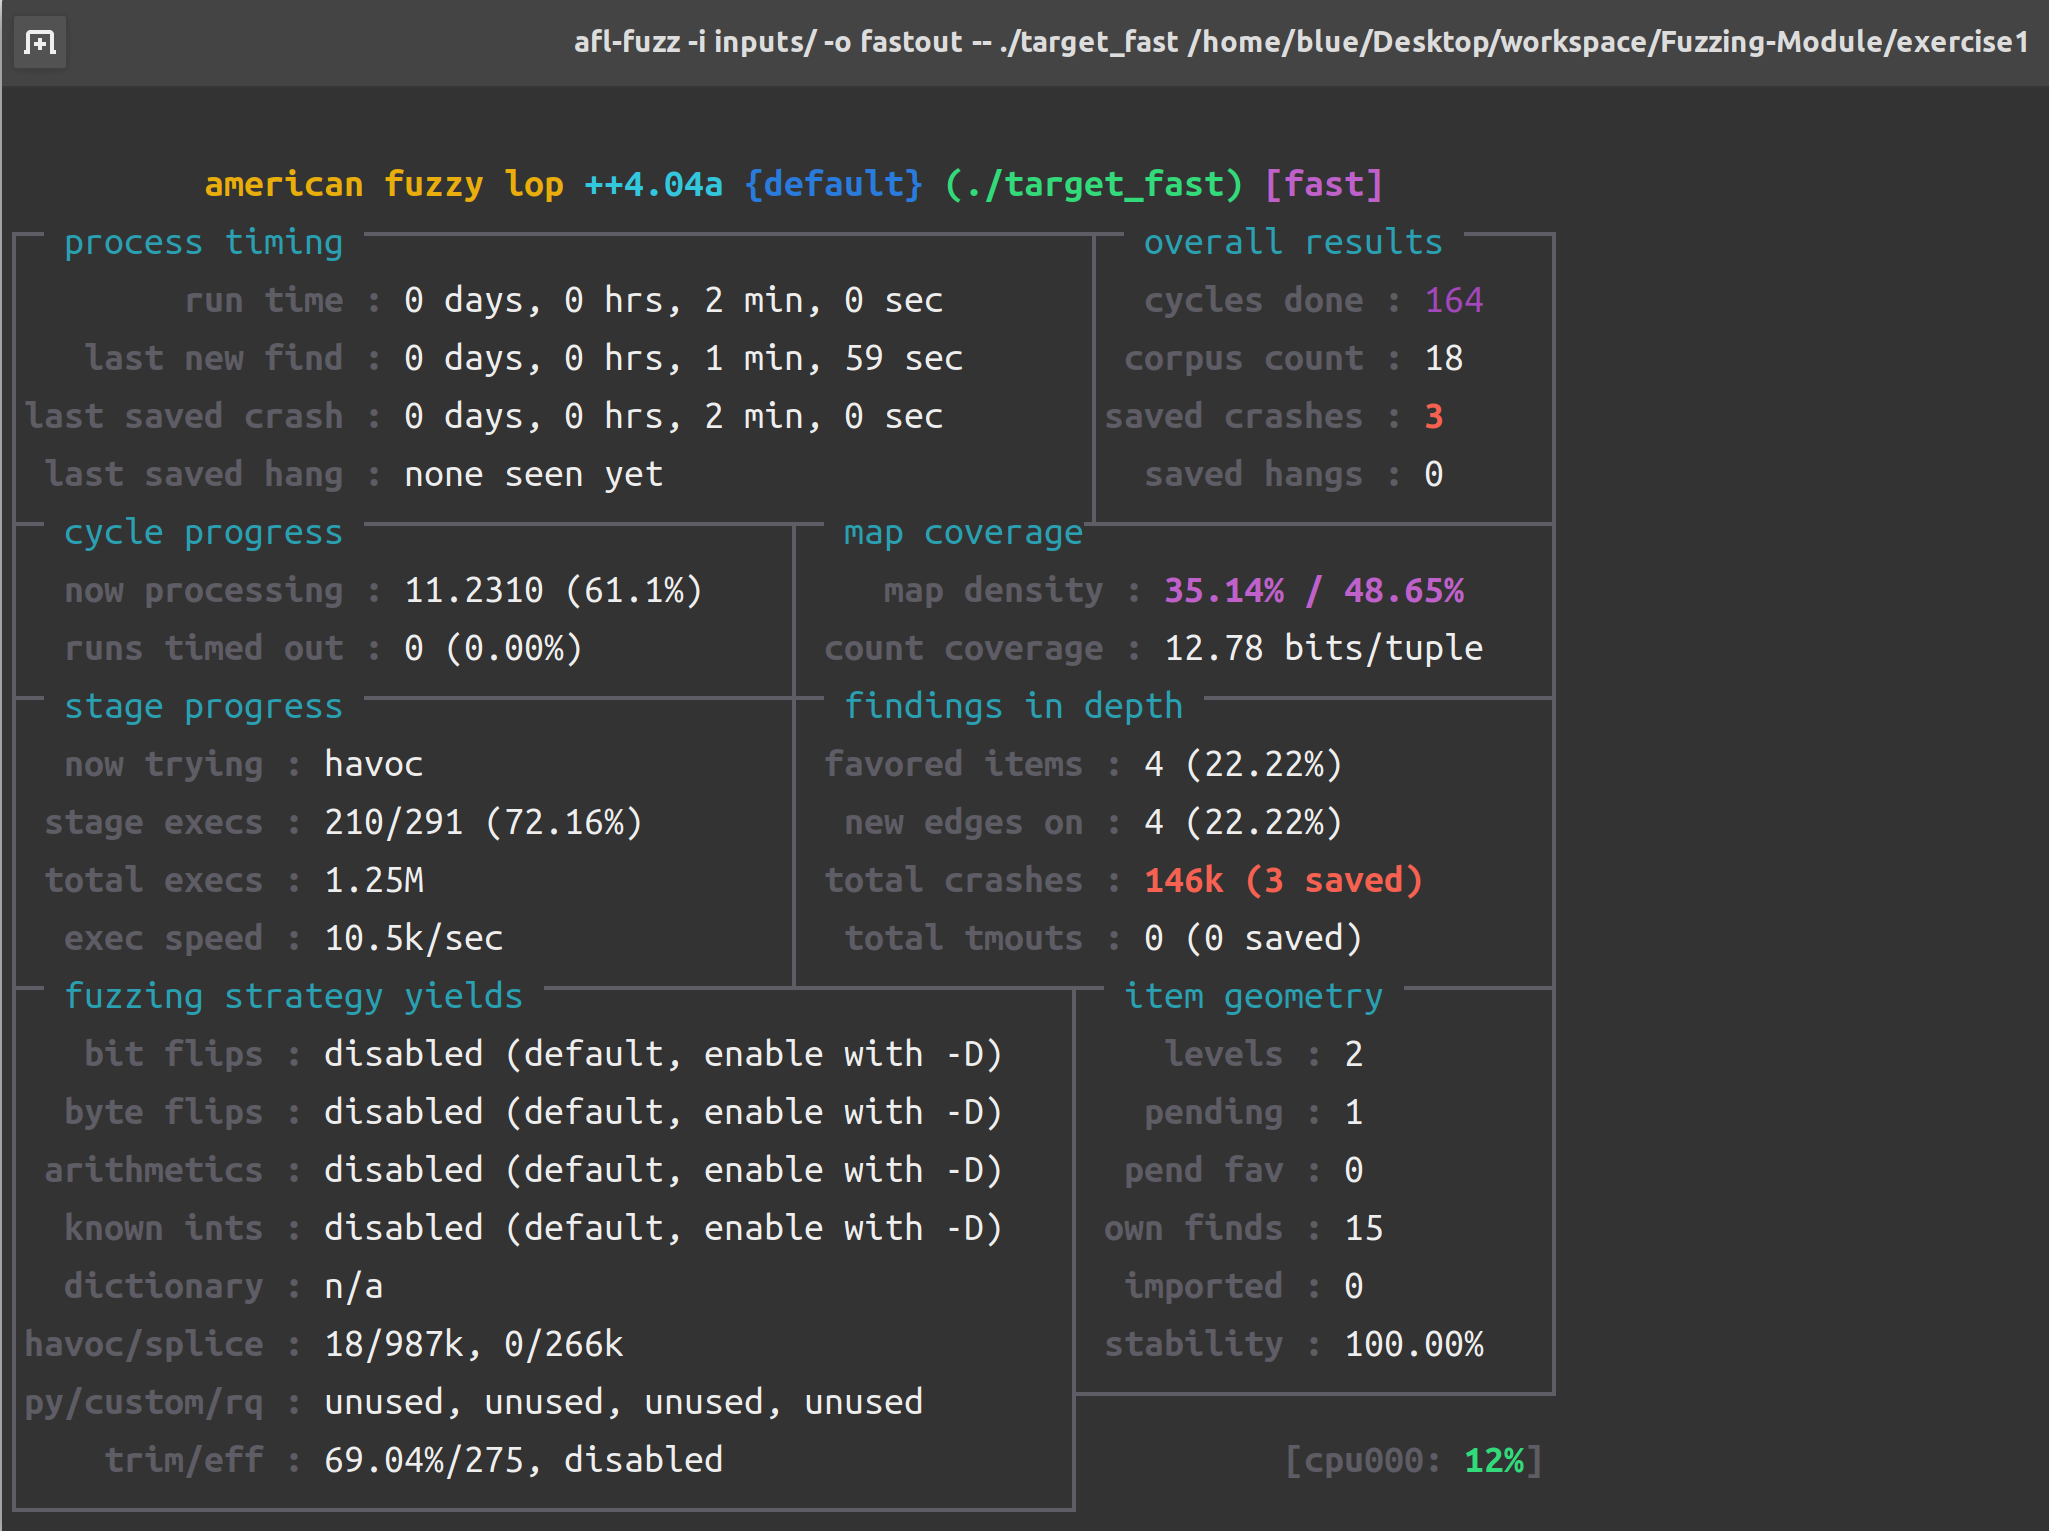 afl-fuzz -i inputs/ -o fastout -- ./target_fast /home/blue/Desktop/workspace/Fuzzing-Module/exercise1
american fuzzy lop ++4.04a {default} (./target_fast) [fast]
process timing
run time : 0 days, 0 hrs, 2 min, 0 sec
last new find : 0 days, 0 hrs, 1 min, 59 sec
last saved crash : 0 days, 0 hrs, 2 min, 0 sec
last saved hang : none seen yet
overall results
cycles done : 164
corpus count : 18
saved crashes : 3
saved hangs : 0
cycle progress
now processing : 11.2310 (61.1%)
runs timed out : 0 (0.00%)
map coverage
map density : 35.14% / 48.65%
count coverage : 12.78 bits/tuple
stage progress
now trying : havoc
stage execs : 210/291 (72.16%)
total execs : 1.25M
exec speed : 10.5k/sec
findings in depth
favored items : 4 (22.22%)
new edges on : 4 (22.22%)
total crashes : 146k (3 saved)
total tmouts : 0 (0 saved)
fuzzing strategy yields
bit flips : disabled (default, enable with -D)
byte flips : disabled (default, enable with -D)
arithmetics : disabled (default, enable with -D)
known ints : disabled (default, enable with -D)
dictionary : n/a
havoc/splice : 18/987k, 0/266k
py/custom/rq : unused, unused, unused, unused
trim/eff : 69.04%/275, disabled
item geometry
levels : 2
pending : 1
pend fav : 0
own finds : 15
imported : 0
stability : 100.00%
[cpu000: 12%]